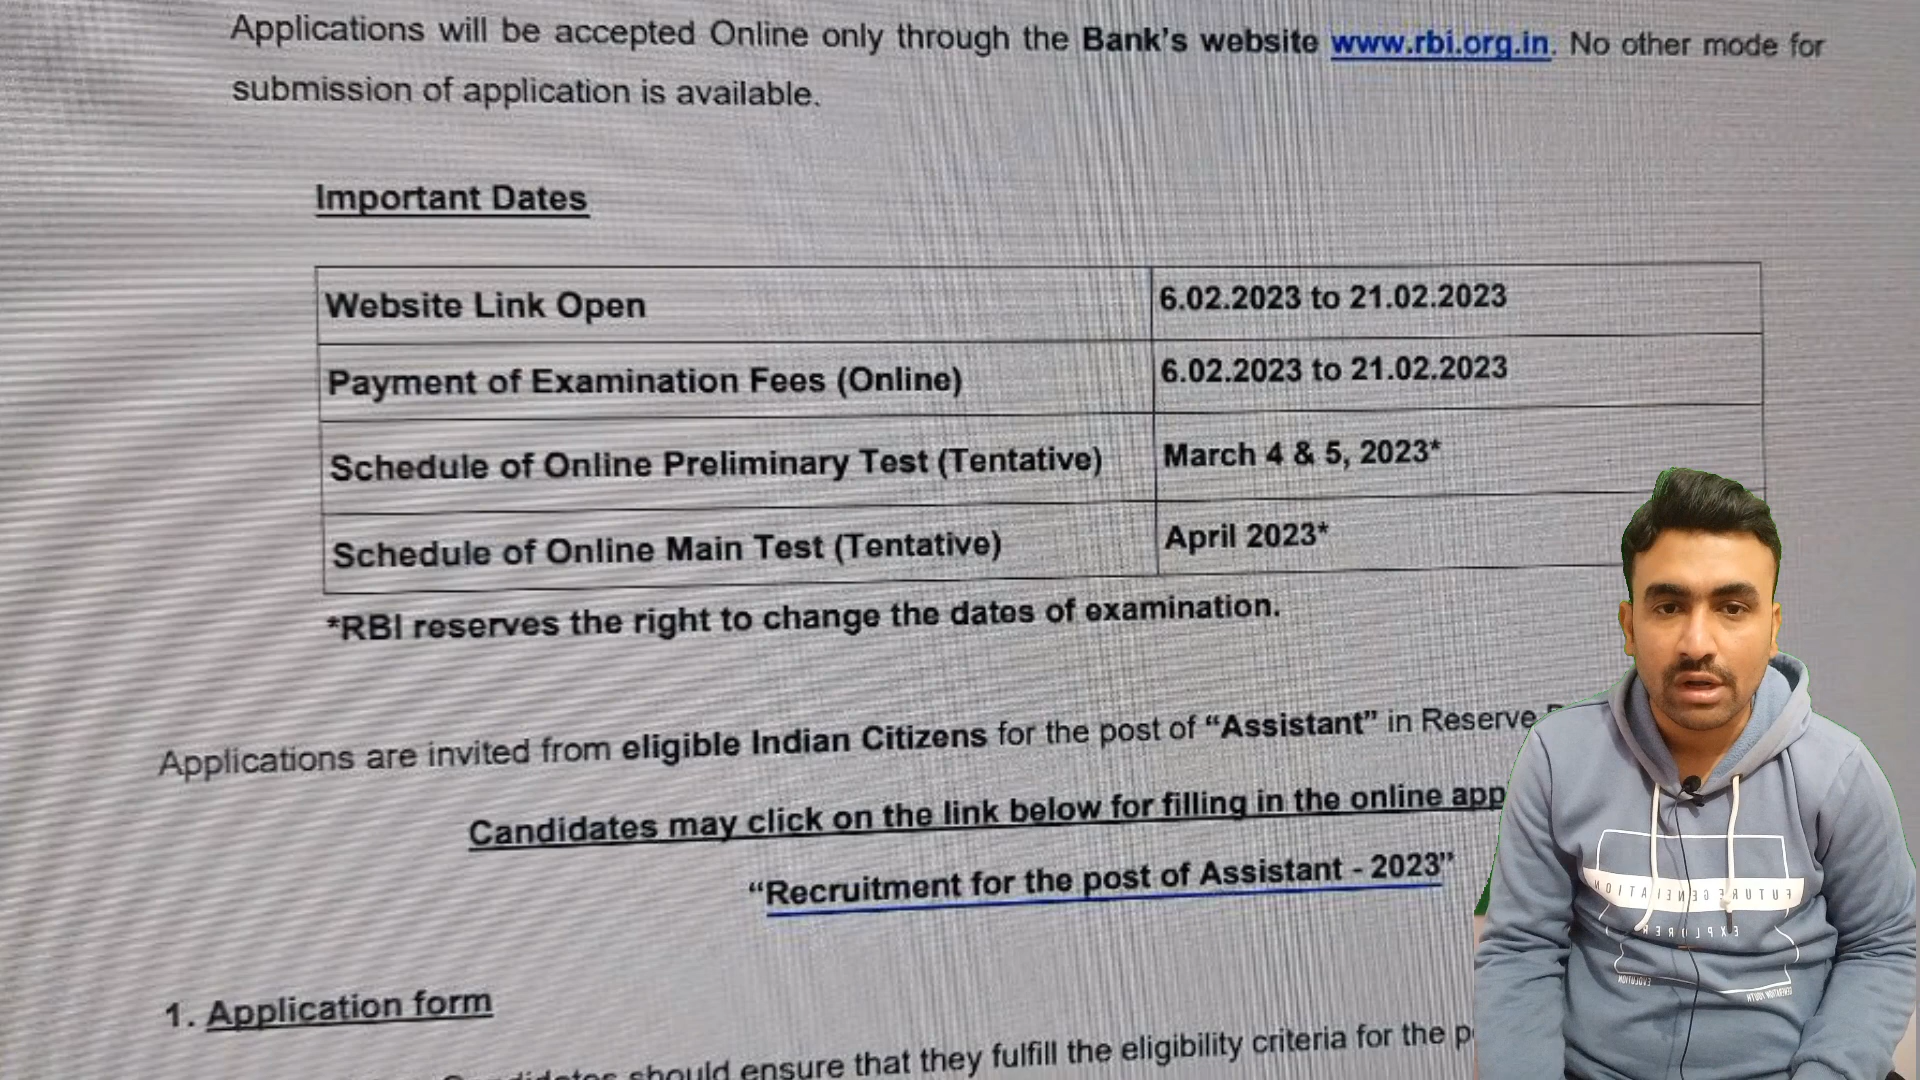 Applications will be accepted Online only through the Bank's website www.rbi.org.in. No other mode for
submission of application is available.
Important Dates
Website Link Open 6.02.2023 to 21.02.2023
Payment of Examination Fees (Online) 6.02.2023 to 21.02.2023
Schedule of Online Preliminary Test (Tentative) March 4 & 5, 2023*
Schedule of Online Main Test (Tentative) April 2023*
*RBI reserves the right to change the dates of examination.
Applications are invited from eligible Indian Citizens for the post of “Assistant” in Reserve
Candidates may click on the link below for filling in the online app
“Recruitment for the post of Assistant - 2023”
1. Application form
should ensure that they fulfill the eligibility criteria for the
FUTURE GENERATION
EXPLORER
EVOLUTION
GENERATION YOUTH